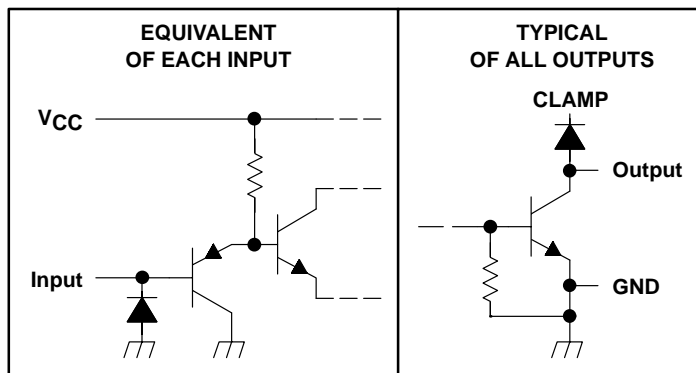 EQUIVALENT
OF EACH INPUT
VCC
Input
TYPICAL
OF ALL OUTPUTS
CLAMP
Output
GND